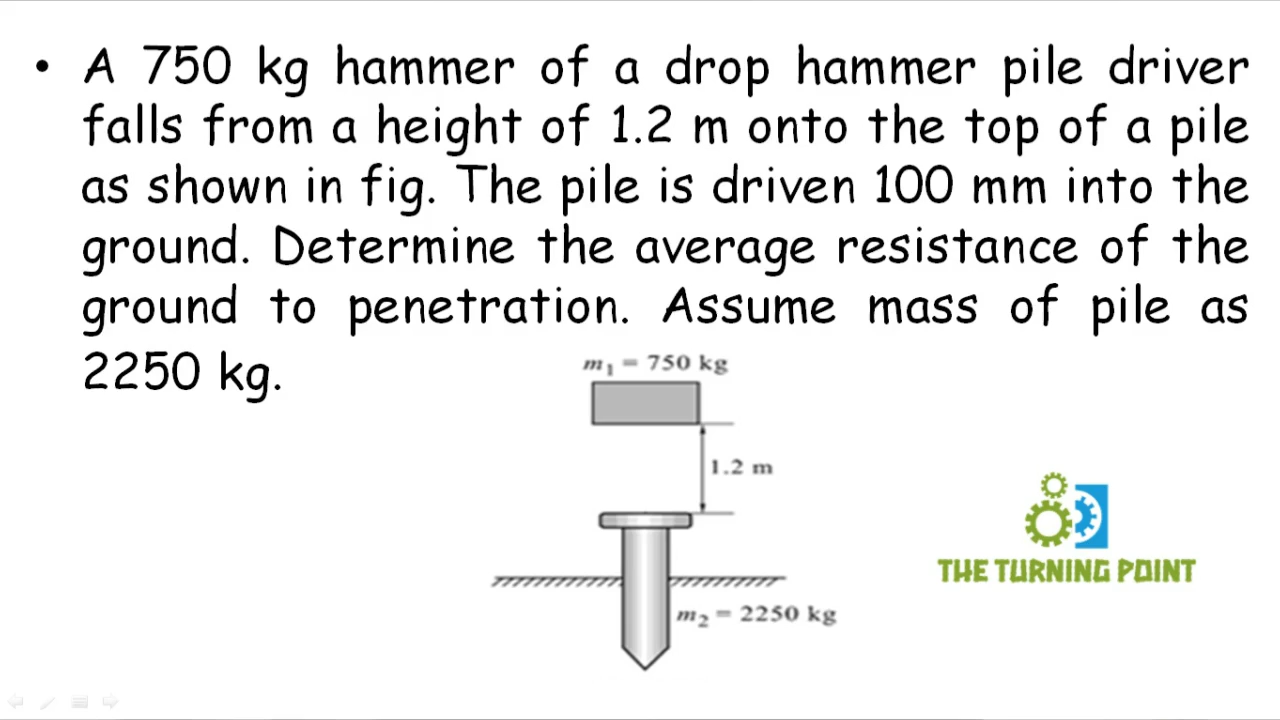 • A 750 kg hammer of a drop hammer pile driver
falls from a height of 1.2 m onto the top of a pile
as shown in fig. The pile is driven 100 mm into the
ground. Determine the average resistance of the
ground to penetration. Assume mass of pile as
2250 kg.
m₁ = 750 kg
1.2 m
THE TURNING POINT
m₂ = 2250 kg